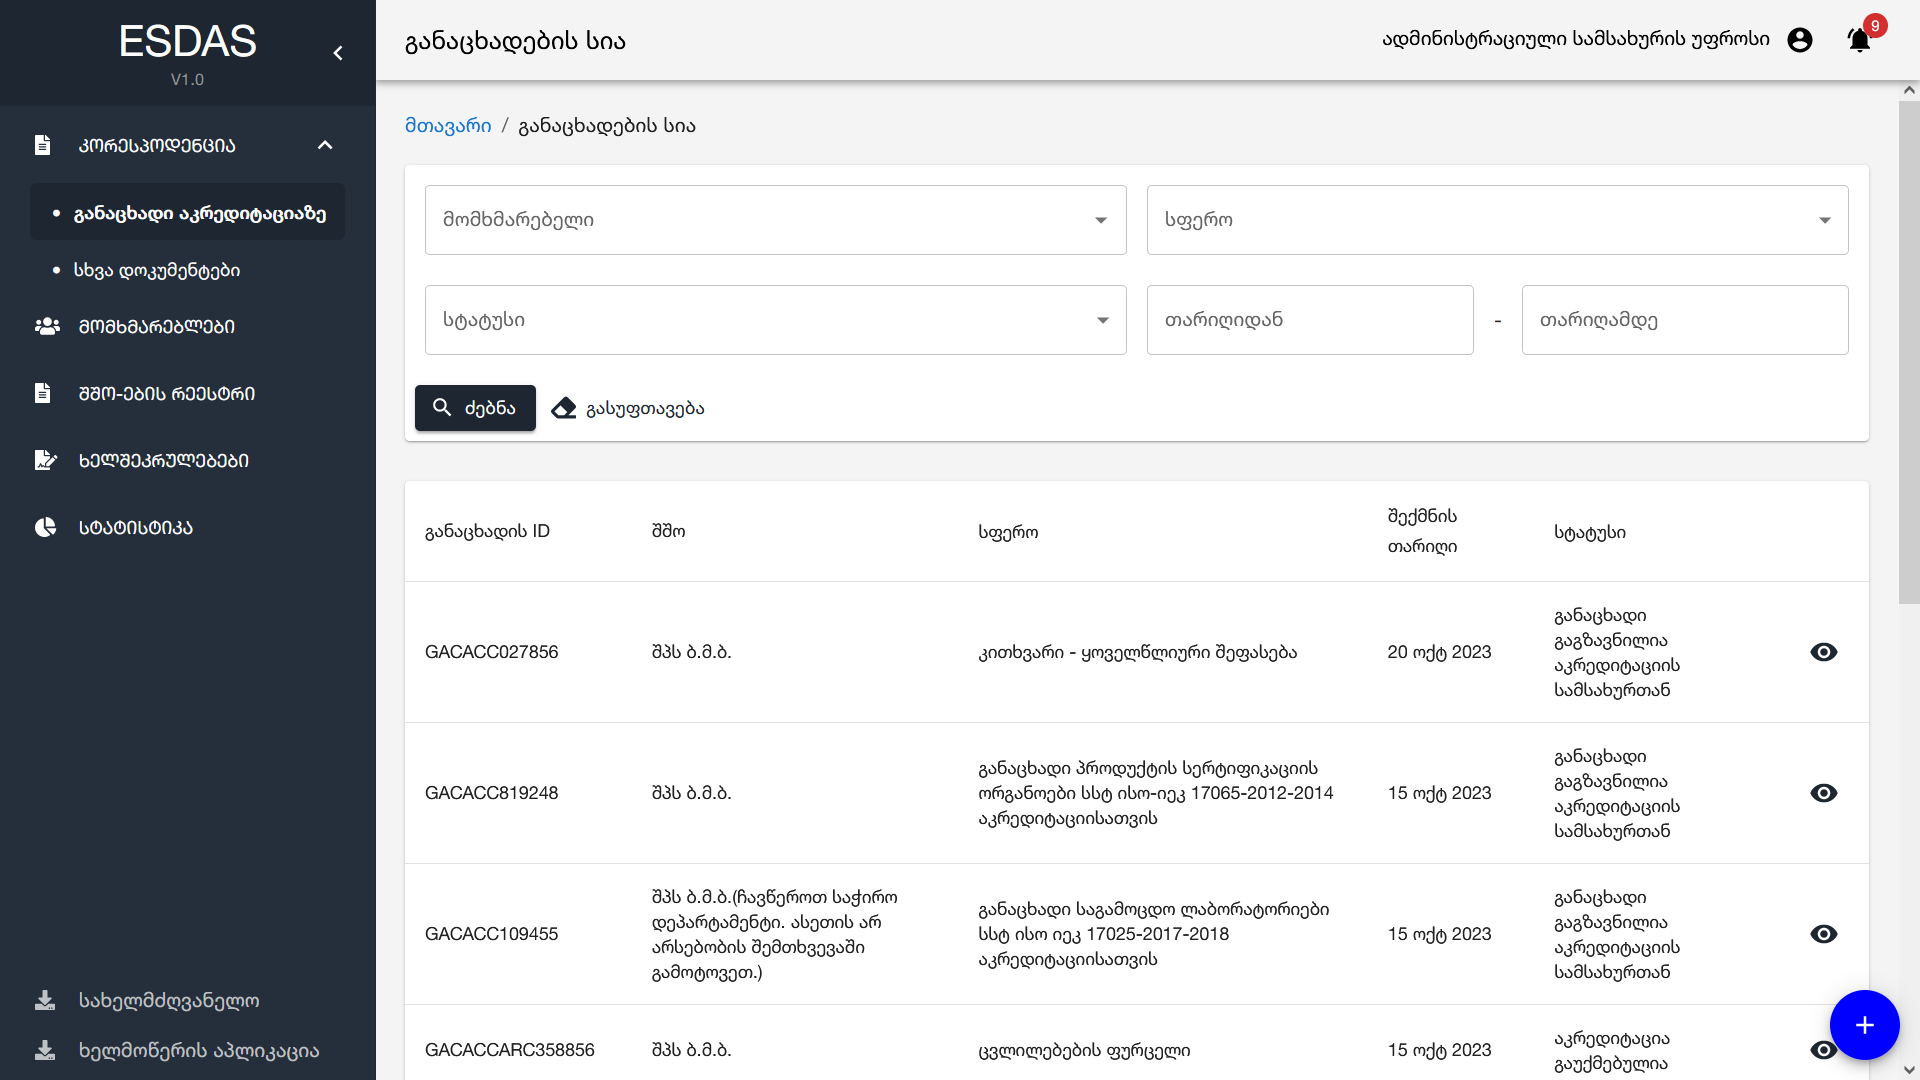 ESDAS
V1.0
კორესპოდენცია
განაცხადი აკრედიტაციაზე
სხვა დოკუმენტები
მომხმარებლები
შშო-ების რეესტრი
ხელშეკრულებები
სტატისტიკა
სახელმძღვანელო
ხელმოწერის აპლიკაცია
განაცხადების სია
ადმინისტრაციული სამსახურის უფროსი
9
მთავარი / განაცხადების სია
მომხმარებელი
სფერო
სტატუსი
თარიღიდან - თარიღამდე
ძებნა
გასუფთავება
განაცხადის ID
შშო
სფერო
შექმნის
თარიღი
სტატუსი
GACACC027856
შპს ბ.მ.ბ.
კითხვარი - ყოველწლიური შეფასება
20 ოქტ 2023
განაცხადი
გაგზავნილია
აკრედიტაციის
სამსახურთან
GACACC819248
შპს ბ.მ.ბ.
განაცხადი პროდუქტის სერტიფიკაციის
ორგანოები სსტ ისო-იეკ 17065-2012-2014
აკრედიტაციისათვის
15 ოქტ 2023
განაცხადი
გაგზავნილია
აკრედიტაციის
სამსახურთან
GACACC109455
შპს ბ.მ.ბ.(ჩავწეროთ საჭირო
დეპარტამენტი. ასეთის არ
არსებობის შემთხვევაში
გამოტოვეთ.)
განაცხადი საგამოცდო ლაბორატორიები
სსტ ისო იეკ 17025-2017-2018
აკრედიტაციისათვის
15 ოქტ 2023
განაცხადი
გაგზავნილია
აკრედიტაციის
სამსახურთან
GACACCARC358856
შპს ბ.მ.ბ.
ცვლილებების ფურცელი
15 ოქტ 2023
აკრედიტაცია
გაუქმებულია